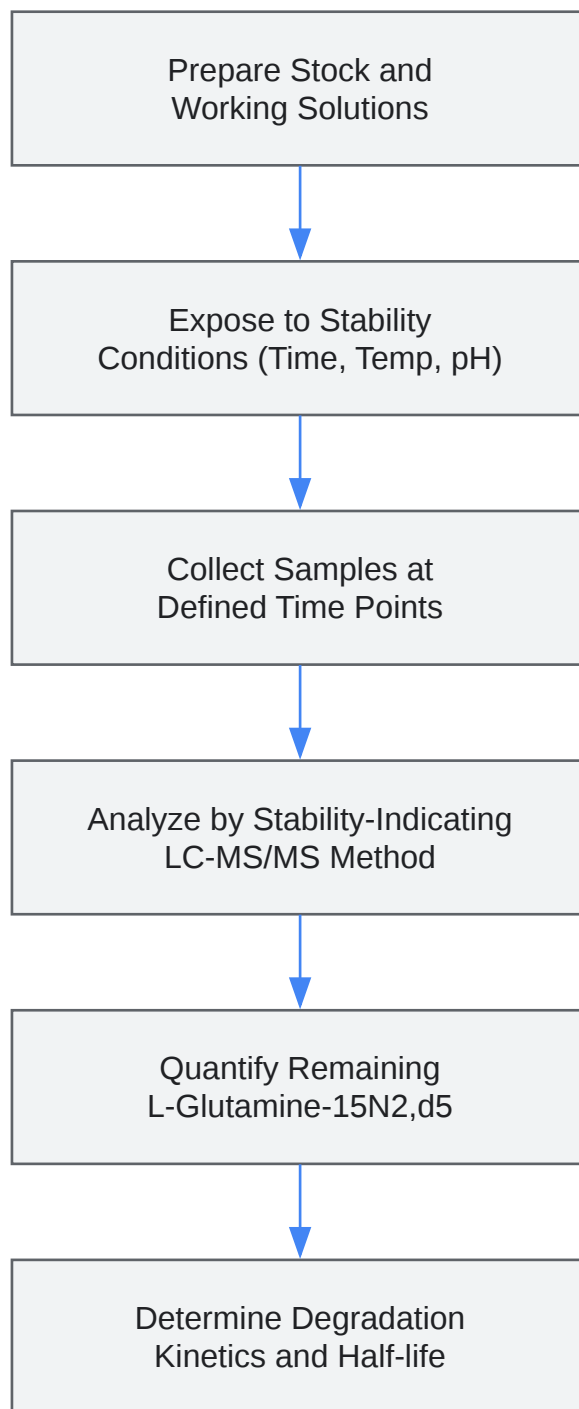 Prepare Stock and
Working Solutions
Expose to Stability
Conditions (Time, Temp, pH)
Collect Samples at
Defined Time Points
Analyze by Stability-Indicating
LC-MS/MS Method
Quantify Remaining
L-Glutamine-15N2,d5
Determine Degradation
Kinetics and Half-life